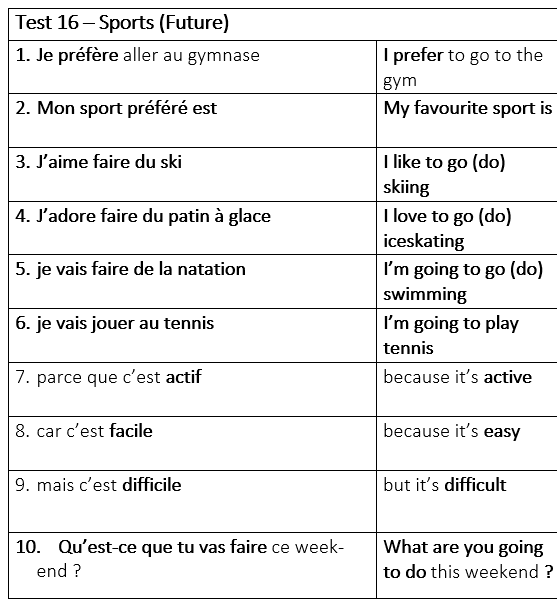 Test 16 – Sports (Future)
1. Je préfère aller au gymnase
I prefer to go to the
gym
2. Mon sport préféré est
My favourite sport is
3. J’aime faire du ski
I like to go (do)
skiing
4. J’adore faire du patin à glace
I love to go (do)
iceskating
5. je vais faire de la natation
I’m going to go (do)
swimming
6. je vais jouer au tennis
I’m going to play
tennis
7. parce que c’est actif
because it’s active
8. car c’est facile
because it’s easy
9. mais c’est difficile
but it’s difficult
10. Qu’est-ce que tu vas faire ce week-
end ?
What are you going
to do this weekend ?